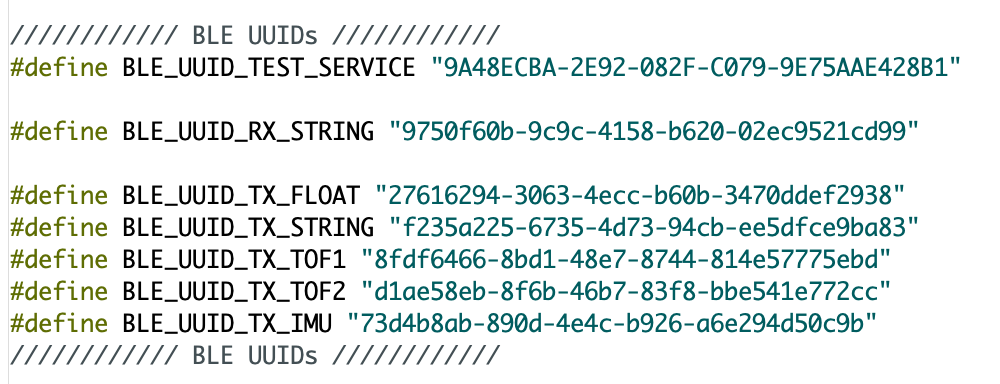 //////////// BLE UUIDs ////////////
#define BLE_UUID_TEST_SERVICE "9A48ECBA-2E92-082F-C079-9E75AAE428B1"
#define BLE_UUID_RX_STRING "9750f60b-9c9c-4158-b620-02ec9521cd99"
#define BLE_UUID_TX_FLOAT "27616294-3063-4ecc-b60b-3470ddef2938"
#define BLE_UUID_TX_STRING "f235a225-6735-4d73-94cb-ee5dfce9ba83"
#define BLE_UUID_TX_TOF1 "8fdf6466-8bd1-48e7-8744-814e57775ebd"
#define BLE_UUID_TX_TOF2 "d1ae58eb-8f6b-46b7-83f8-bbe541e772cc"
#define BLE_UUID_TX_IMU "73d4b8ab-890d-4e4c-b926-a6e294d50c9b"
//////////// BLE UUIDs ////////////